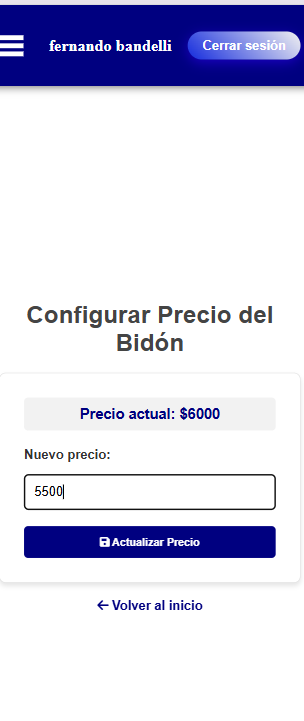 fernando bandelli
Cerrar sesión
Configurar Precio del
Bidón
Precio actual: $6000
Nuevo precio:
5500
Actualizar Precio
Volver al inicio